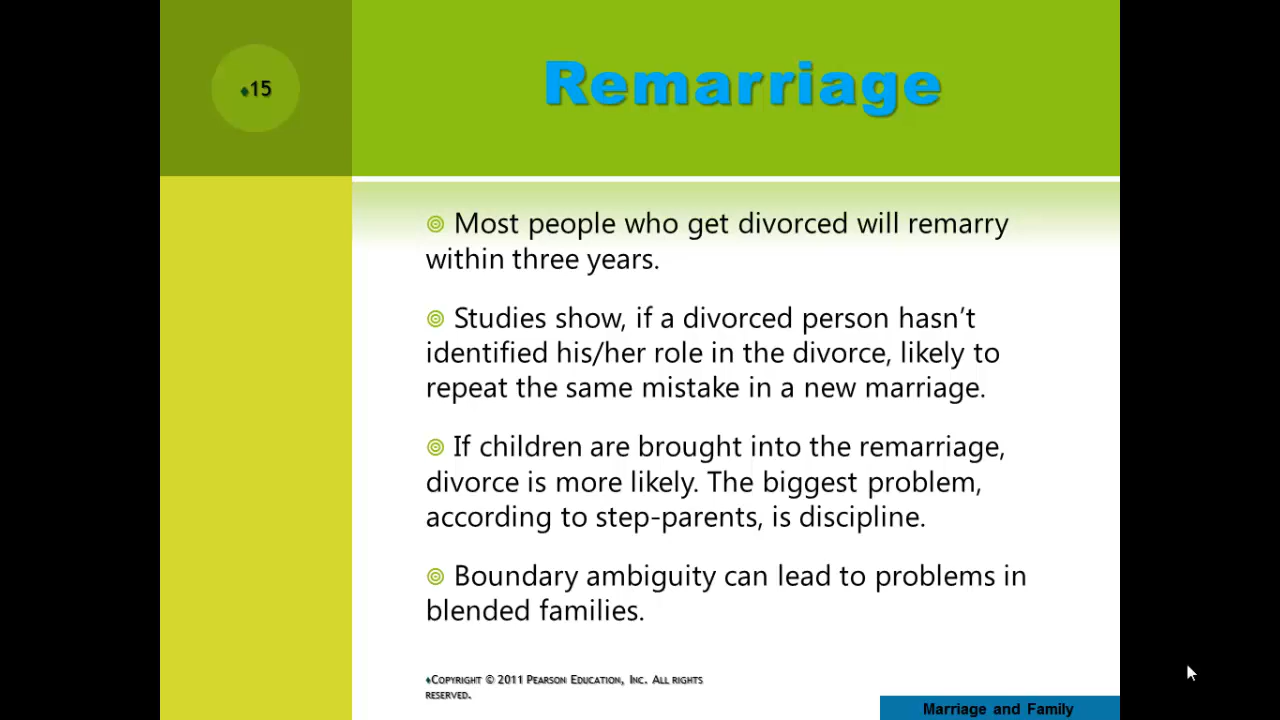 ♦15
Remarriage
Most people who get divorced will remarry
within three years.
Studies show, if a divorced person hasn’t
identified his/her role in the divorce, likely to
repeat the same mistake in a new marriage.
If children are brought into the remarriage,
divorce is more likely. The biggest problem,
according to step-parents, is discipline.
Boundary ambiguity can lead to problems in
blended families.
♦Copyright © 2011 Pearson Education, Inc. All rights
reserved.
Marriage and Family